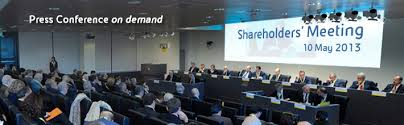 Press Conference on demand
Shareholders' Meeting
10 May 2013